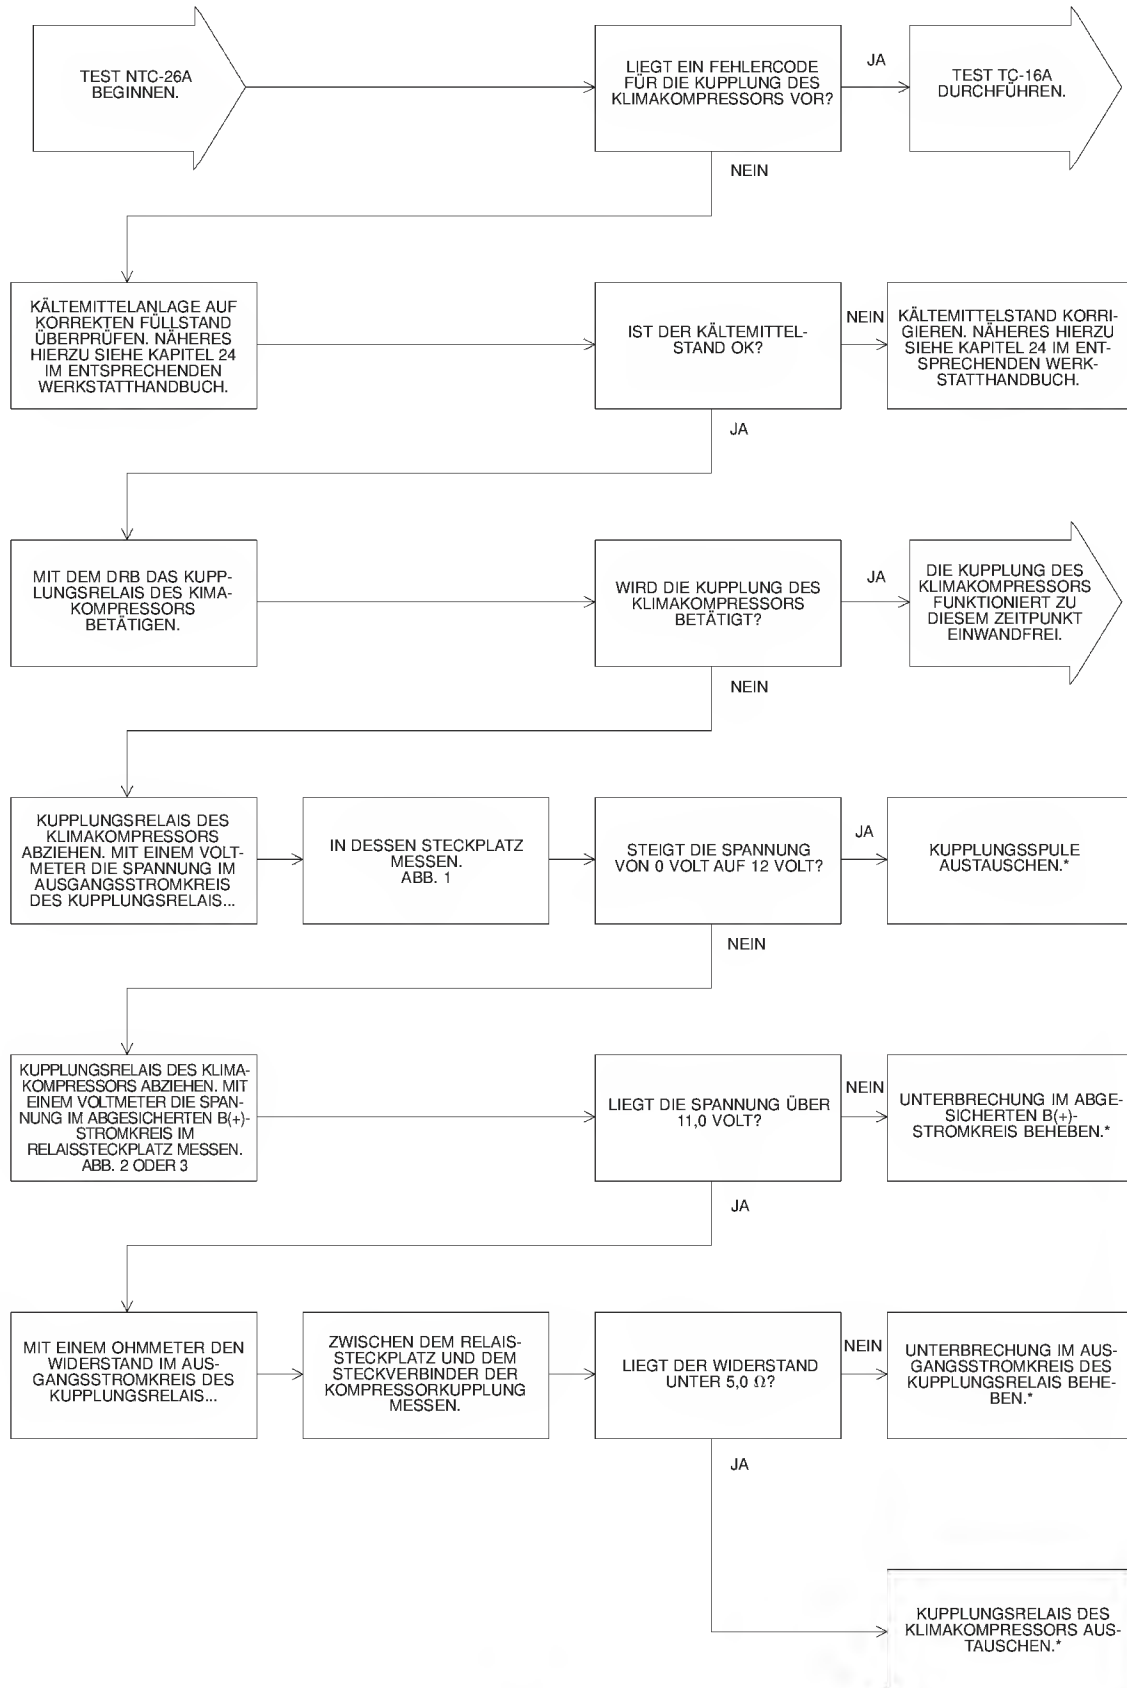 TEST NTC-26A
BEGINNEN.
LIEGT EIN FEHLERCODE
FÜR DIE KUPPLUNG DES
KLIMAKOMPRESSORS VOR?
JA
TEST TC-16A
DURCHFÜHREN.
NEIN
KÄLTEMITTELANLAGE AUF
KORREKTEN FÜLLSTAND
ÜBERPRÜFEN. NÄHERES
HIERZU SIEHE KAPITEL 24
IM ENTSPRECHENDEN
WERKSTATTHANDBUCH.
IST DER KÄLTEMITTEL-
STAND OK?
NEIN
KÄLTEMITTELSTAND KORRI-
GIEREN. NÄHERES HIERZU
SIEHE KAPITEL 24 IM ENT-
SPRECHENDEN WERK-
STATTHANDBUCH.
JA
MIT DEM DRB DAS KUPP-
LUNGSRELAIS DES KIMA-
KOMPRESSORS
BETÄTIGEN.
WIRD DIE KUPPLUNG DES
KLIMAKOMPRESSORS
BETÄTIGT?
JA
DIE KUPPLUNG DES
KLIMAKOMPRESSORS
FUNKTIONIERT ZU
DIESEM ZEITPUNKT
EINWANDFREI.
NEIN
KUPPLUNGSRELAIS DES
KLIMAKOMPRESSORS
ABZIEHEN. MIT EINEM VOLT-
METER DIE SPANNUNG IM
AUSGANGSSTROMKREIS
DES KUPPLUNGSRELAIS...
IN DESSEN STECKPLATZ
MESSEN.
ABB. 1
STEIGT DIE SPANNUNG
VON 0 VOLT AUF 12 VOLT?
JA
KUPPLUNGSSPULE
AUSTAUSCHEN.*
NEIN
KUPPLUNGSRELAIS DES KLIMA-
KOMPRESSORS ABZIEHEN. MIT
EINEM VOLTMETER DIE SPAN-
NUNG IM ABGESICHERTEN B(+)-
STROMKREIS IM
RELAISSTECKPLATZ MESSEN.
ABB. 2 ODER 3
LIEGT DIE SPANNUNG ÜBER
11,0 VOLT?
NEIN
UNTERBRECHUNG IM ABGE-
SICHERTEN B(+)-
STROMKREIS BEHEBEN.*
JA
MIT EINEM OHMMETER DEN
WIDERSTAND IM AUS-
GANGSSTROMKREIS DES
KUPPLUNGSRELAIS...
ZWISCHEN DEM RELAIS-
STECKPLATZ UND DEM
STECKVERBINDER DER
KOMPRESSORKUPPLUNG
MESSEN.
LIEGT DER WIDERSTAND
UNTER 5,0 Ω?
NEIN
UNTERBRECHUNG IM AUS-
GANGSSTROMKREIS DES
KUPPLUNGSRELAIS BEHE-
BEN.*
JA
KUPPLUNGSRELAIS DES
KLIMAKOMPRESSORS AUS-
TAUSCHEN.*